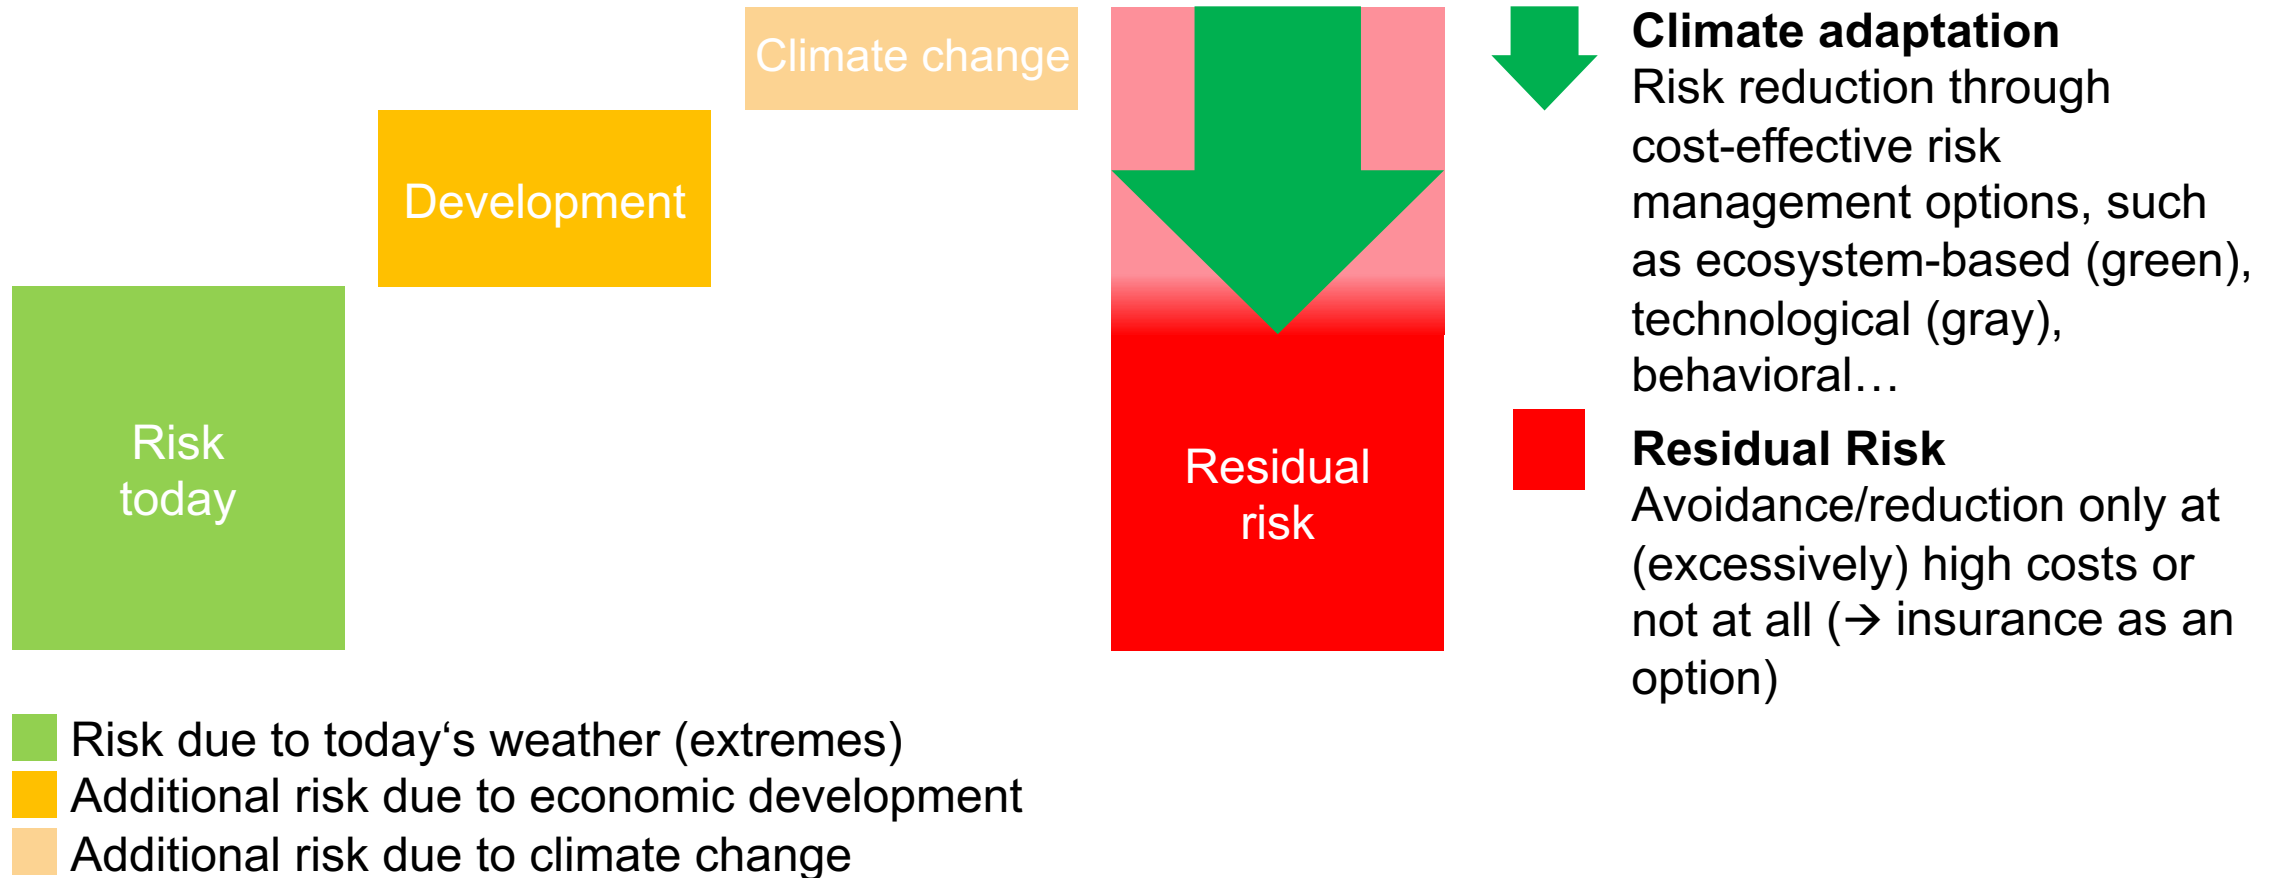 Climate change
Development
Risk
today
Residual
risk
Climate adaptation
Risk reduction through
cost-effective risk
management options, such
as ecosystem-based (green),
technological (gray),
behavioral…
Residual Risk
Avoidance/reduction only at
(excessively) high costs or
not at all (→ insurance as an
option)
Risk due to today‘s weather (extremes)
Additional risk due to economic development
Additional risk due to climate change